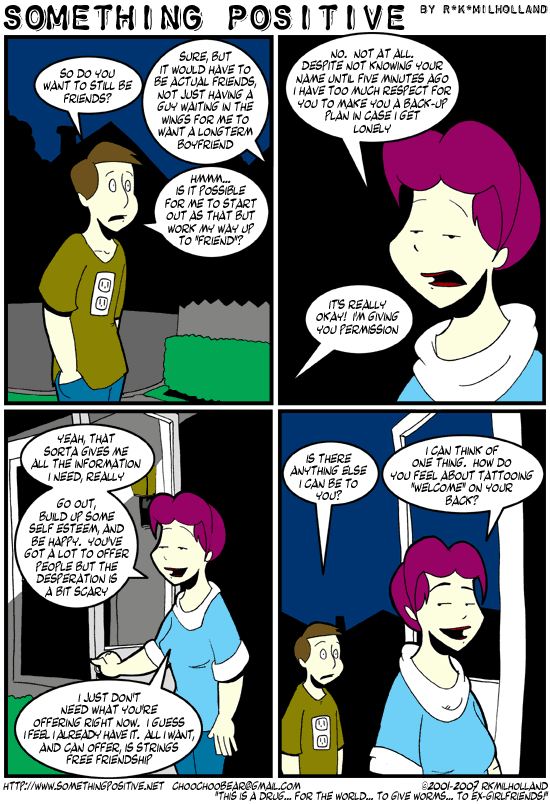 SOMETHING POSITIVE BY R*K*MILHOLLAND
SO DO YOU
WANT TO STILL BE
FRIENDS?
SURE, BUT
IT WOULD HAVE TO
BE ACTUAL FRIENDS,
NOT JUST HAVING A
GUY WAITING IN THE
WINGS FOR ME TO
WANT A LONGTERM
BOYFRIEND
HMMM...
IS IT POSSIBLE
FOR ME TO START
OUT AS THAT BUT
WORK MY WAY UP
TO "FRIEND"?
NO. NOT AT ALL.
DESPITE NOT KNOWING YOUR
NAME UNTIL FIVE MINUTES AGO
I HAVE TOO MUCH RESPECT FOR
YOU TO MAKE YOU A BACK-UP
PLAN IN CASE I GET
LONELY
IT'S REALLY
OKAY! I'M GIVING
YOU PERMISSION
YEAH, THAT
SORTA GIVES ME
ALL THE INFORMATION
I NEED, REALLY
GO OUT,
BUILD UP SOME
SELF ESTEEM, AND
BE HAPPY. YOU'VE
GOT A LOT TO OFFER
PEOPLE BUT THE
DESPERATION IS
A BIT SCARY
I JUST DON'T
NEED WHAT YOU'RE
OFFERING RIGHT NOW. I GUESS
I FEEL I ALREADY HAVE IT. ALL I WANT,
AND CAN OFFER, IS STRINGS
FREE FRIENDSHIP
IS THERE
ANYTHING ELSE
I CAN BE TO
YOU?
I CAN THINK OF
ONE THING. HOW DO
YOU FEEL ABOUT TATTOOING
"WELCOME" ON YOUR
BACK?
HTTP://WWW.SOMETHINGPOSITIVE.NET CHOOCHOOBEAR@GMAIL.COM ©2001-2007 RKMILHOLLAND
"THIS IS A DRUG... FOR THE WORLD... TO GIVE WORMS... TO EX-GIRLFRIENDS!"